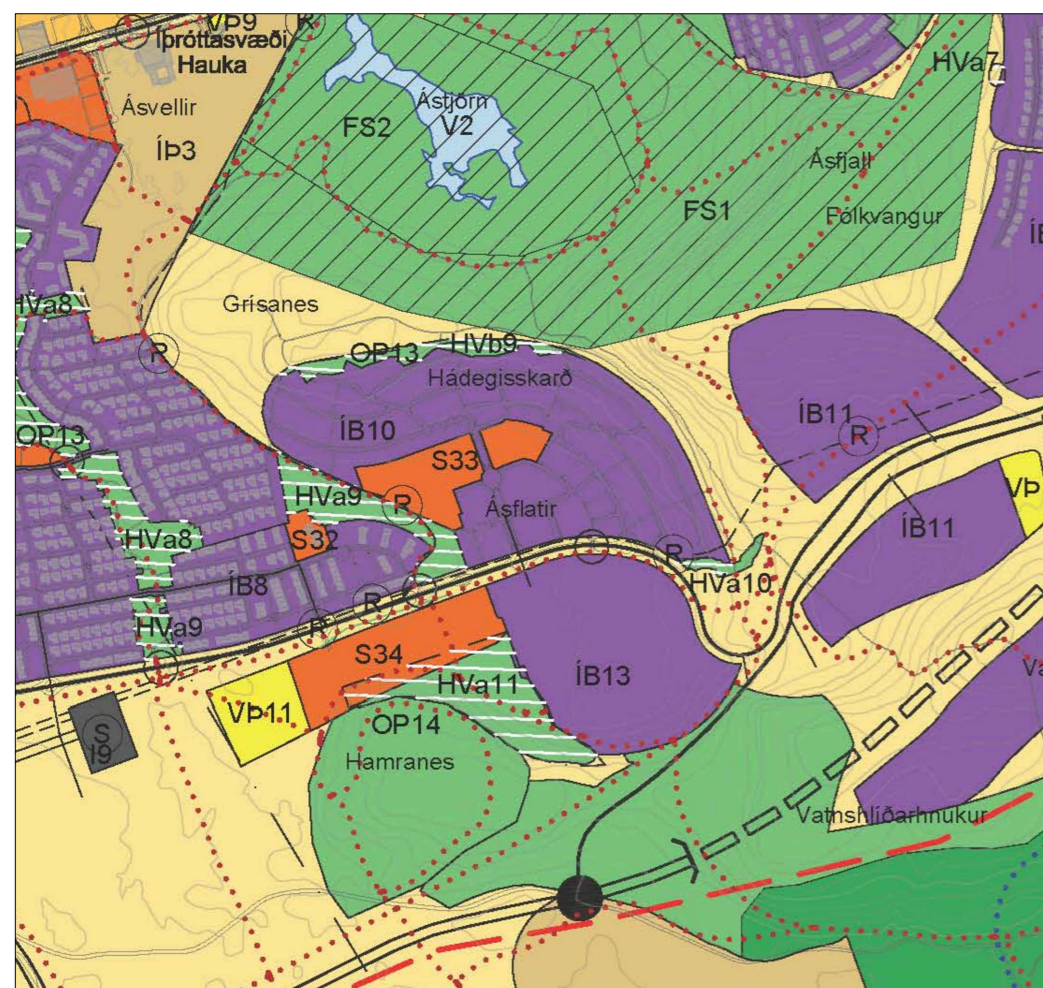 VÞ9
R
Íþróttasvæði
Hauka
HVa7
Ásvellir
Ástjörn
V2
FS2
ÍÞ3
Ásfjall
FS1
Fólkvangur
Grísanes
HVa8
R
OP13
HVb9
Hádegisskarð
ÍB11
R
ÍB10
OP13
S33
HVa9
R
Ásflatir
VÞ
ÍB11
HVa8
S32
R
HVa10
ÍB8
R
R
HVa9
S34
HVa11
ÍB13
VÞ11
OP14
S
I9
Hamranes
Vatnshlíðarhnúkur